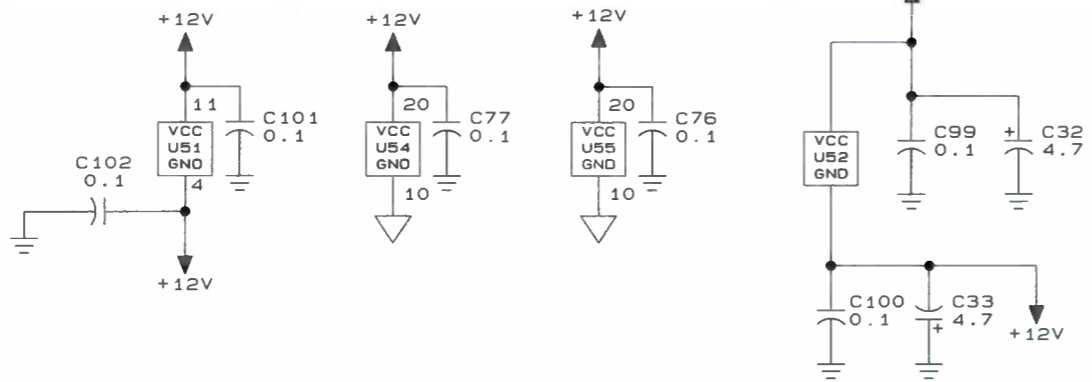 +12V
11
C101
0.1
VCC
U51
GND
4
C102
0.1
+12V
+12V
20
C77
0.1
VCC
U54
GND
10
+12V
20
C76
0.1
VCC
U55
GND
10
VCC
U52
GND
C99
0.1
+
C32
4.7
C100
0.1
C33
4.7
+
+12V